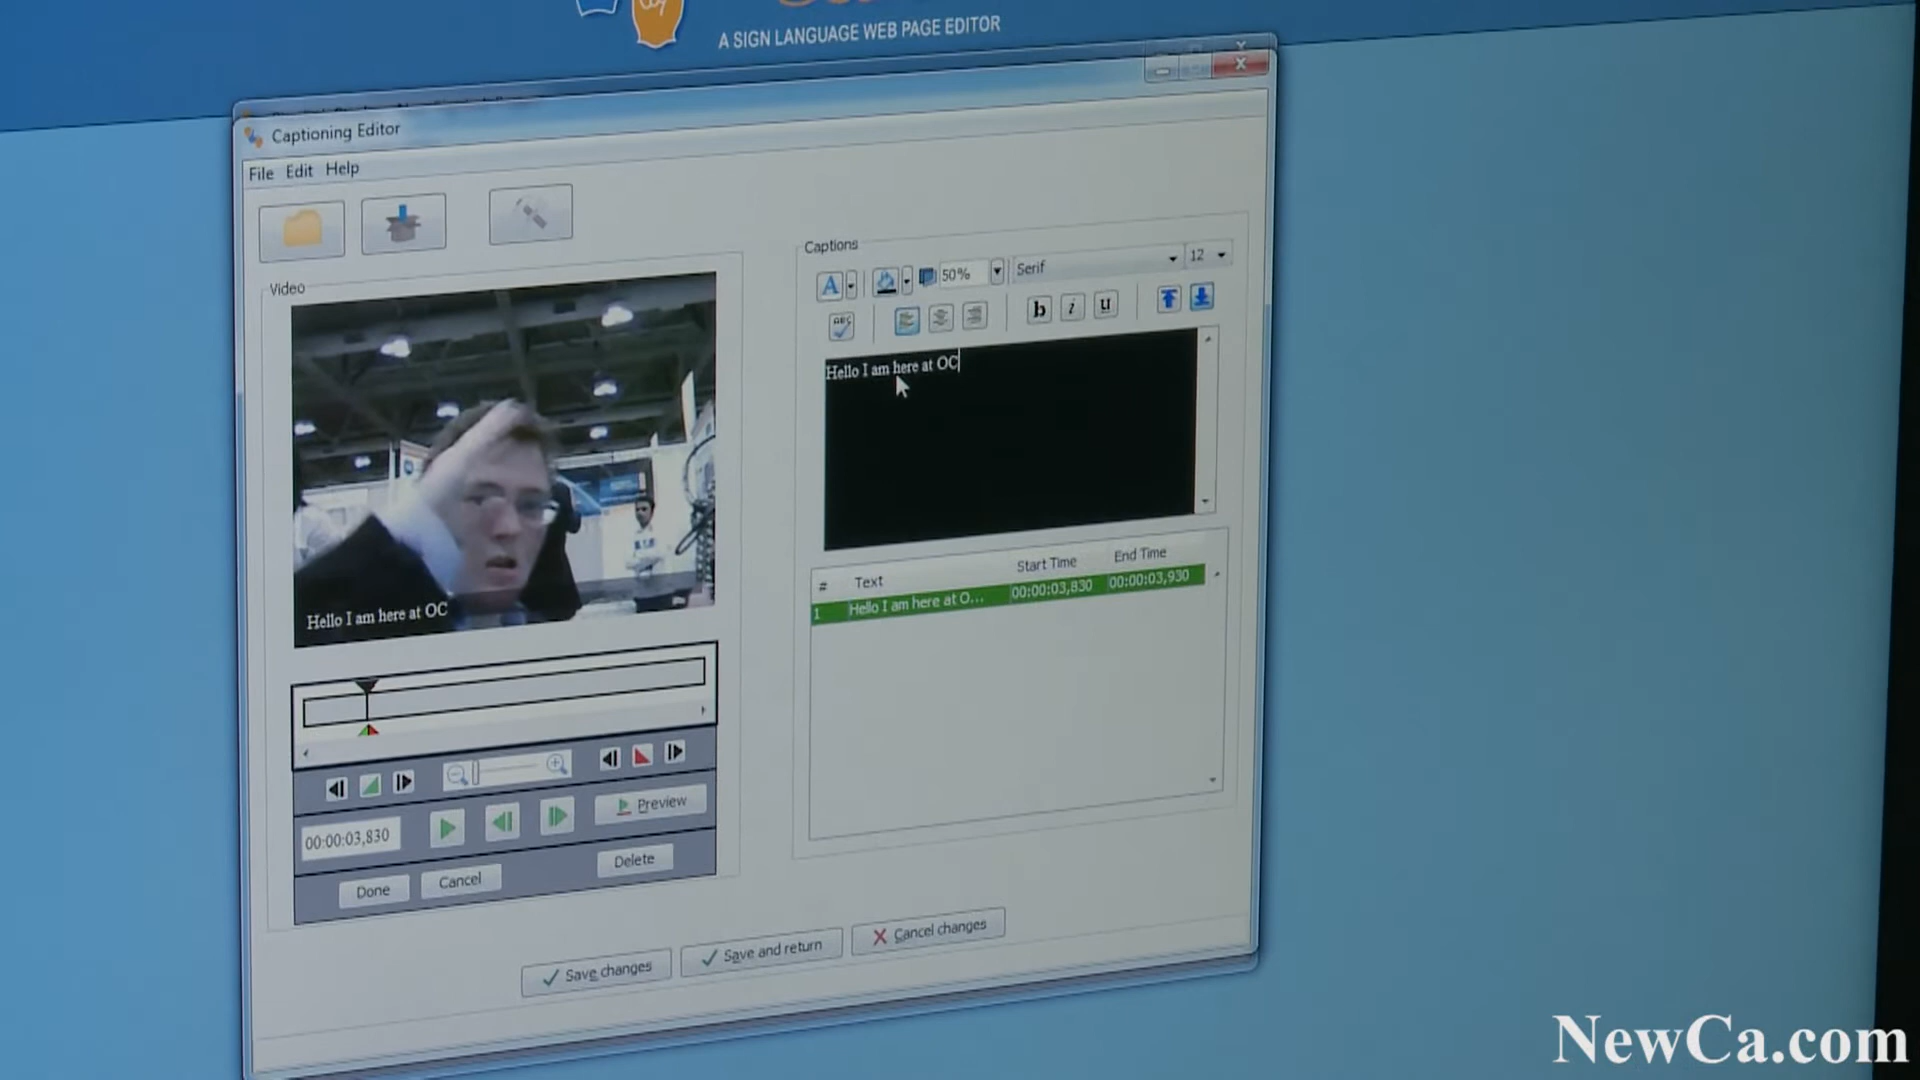 A SIGN LANGUAGE WEB PAGE EDITOR
Captioning Editor
File Edit Help
Video
Captions
50%
Serif
12
ABC
b i u
Hello I am here at OC
Hello I am here at OC
# Text Start Time End Time
1 Hello I am here at O... 00:00:03,830 00:00:03,930
Preview
00:00:03,830
Delete
Done Cancel
Save changes Save and return Cancel changes
NewCa.com